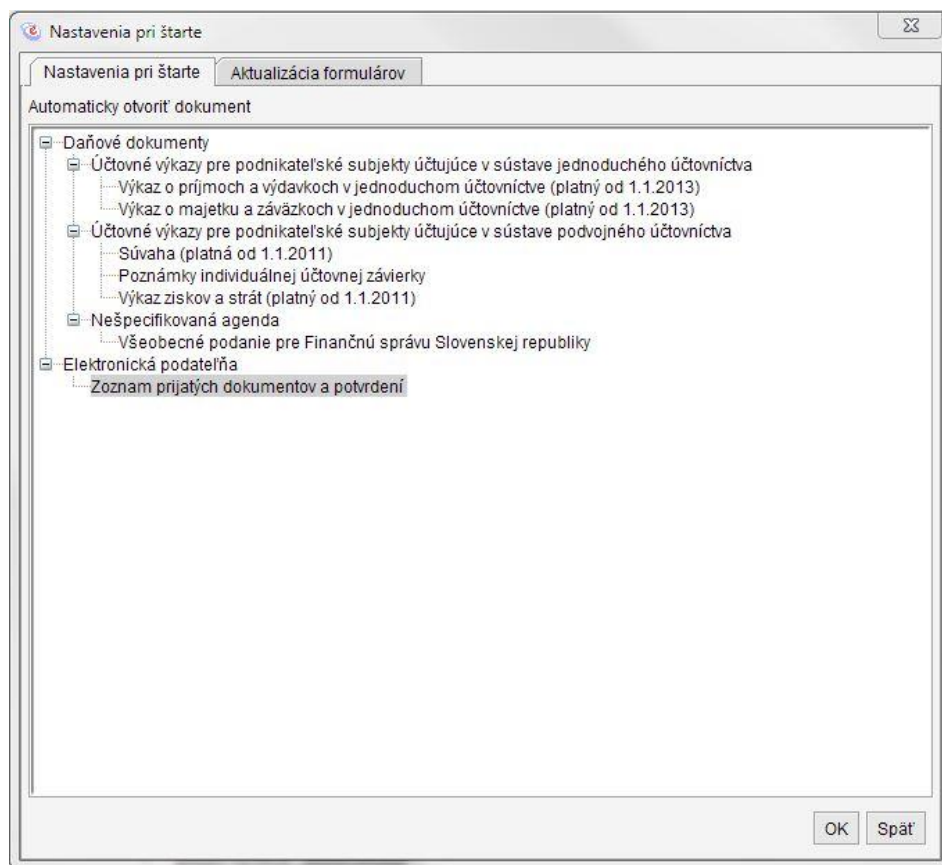 Nastavenia pri štarte
Nastavenia pri štarte Aktualizácia formulárov
Automaticky otvoriť dokument
Daňové dokumenty
Účtovné výkazy pre podnikateľské subjekty účtujúce v sústave jednoduchého účtovníctva
Výkaz o príjmoch a výdavkoch v jednoduchom účtovníctve (platný od 1.1.2013)
Výkaz o majetku a záväzkoch v jednoduchom účtovníctve (platný od 1.1.2013)
Účtovné výkazy pre podnikateľské subjekty účtujúce v sústave podvojného účtovníctva
Súvaha (platná od 1.1.2011)
Poznámky individuálnej účtovnej závierky
Výkaz ziskov a strát (platný od 1.1.2011)
Nešpecifikovaná agenda
Všeobecné podanie pre Finančnú správu Slovenskej republiky
Elektronická podateľňa
Zoznam prijatých dokumentov a potvrdení
OK Späť